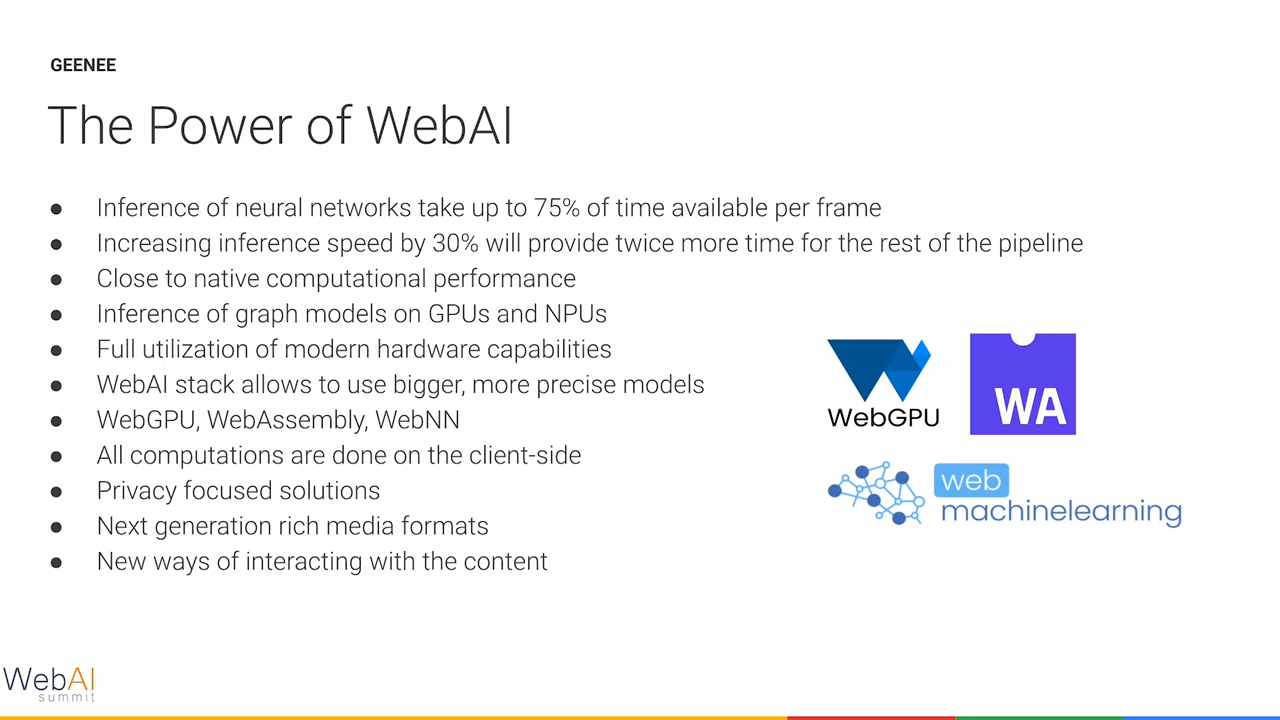 GEENEE
The Power of WebAI
● Inference of neural networks take up to 75% of time available per frame
● Increasing inference speed by 30% will provide twice more time for the rest of the pipeline
● Close to native computational performance
● Inference of graph models on GPUs and NPUs
● Full utilization of modern hardware capabilities
● WebAI stack allows to use bigger, more precise models
● WebGPU, WebAssembly, WebNN
● All computations are done on the client-side
● Privacy focused solutions
● Next generation rich media formats
● New ways of interacting with the content
WebGPU
WA
web
machinelearning
WebAI
summit